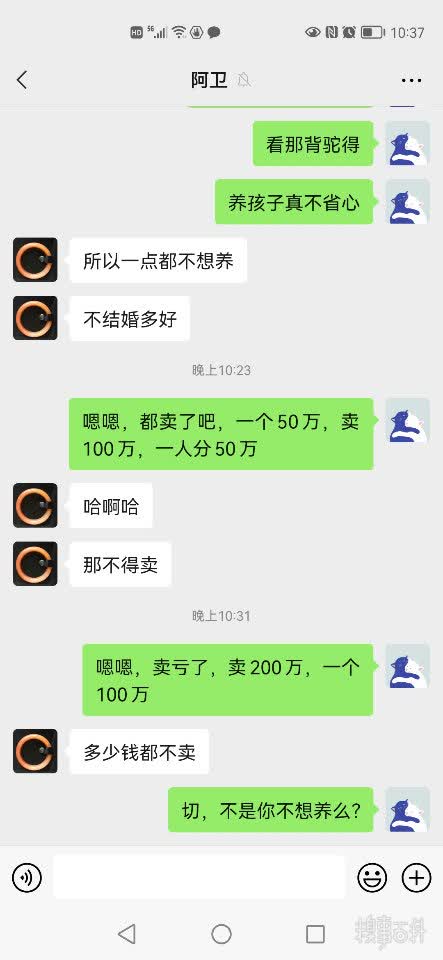 HD 5G 10:37
阿卫
看那背驼得
养孩子真不省心
所以一点都不想养
不结婚多好
晚上10:23
嗯嗯，都卖了吧，一个50万，卖
100万，一人分50万
哈啊哈
那不得卖
晚上10:31
嗯嗯，卖亏了，卖200万，一个
100万
多少钱都不卖
切，不是你不想养么？
糗事百科